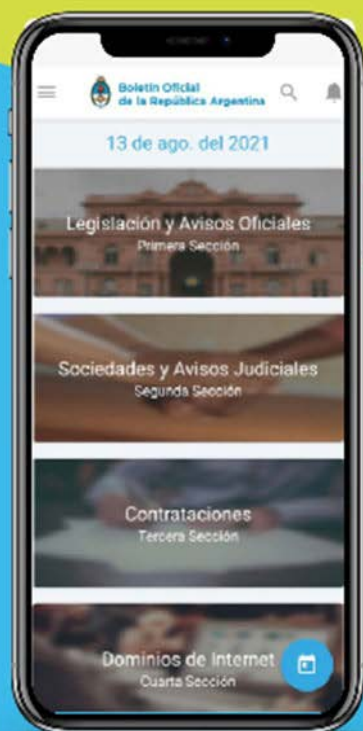 Boletín Oficial
de la República Argentina
13 de ago. del 2021
Legislación y Avisos Oficiales
Primera Sección
Sociedades y Avisos Judiciales
Segunda Sección
Contrataciones
Tercera Sección
Dominios de Internet
Cuarta Sección